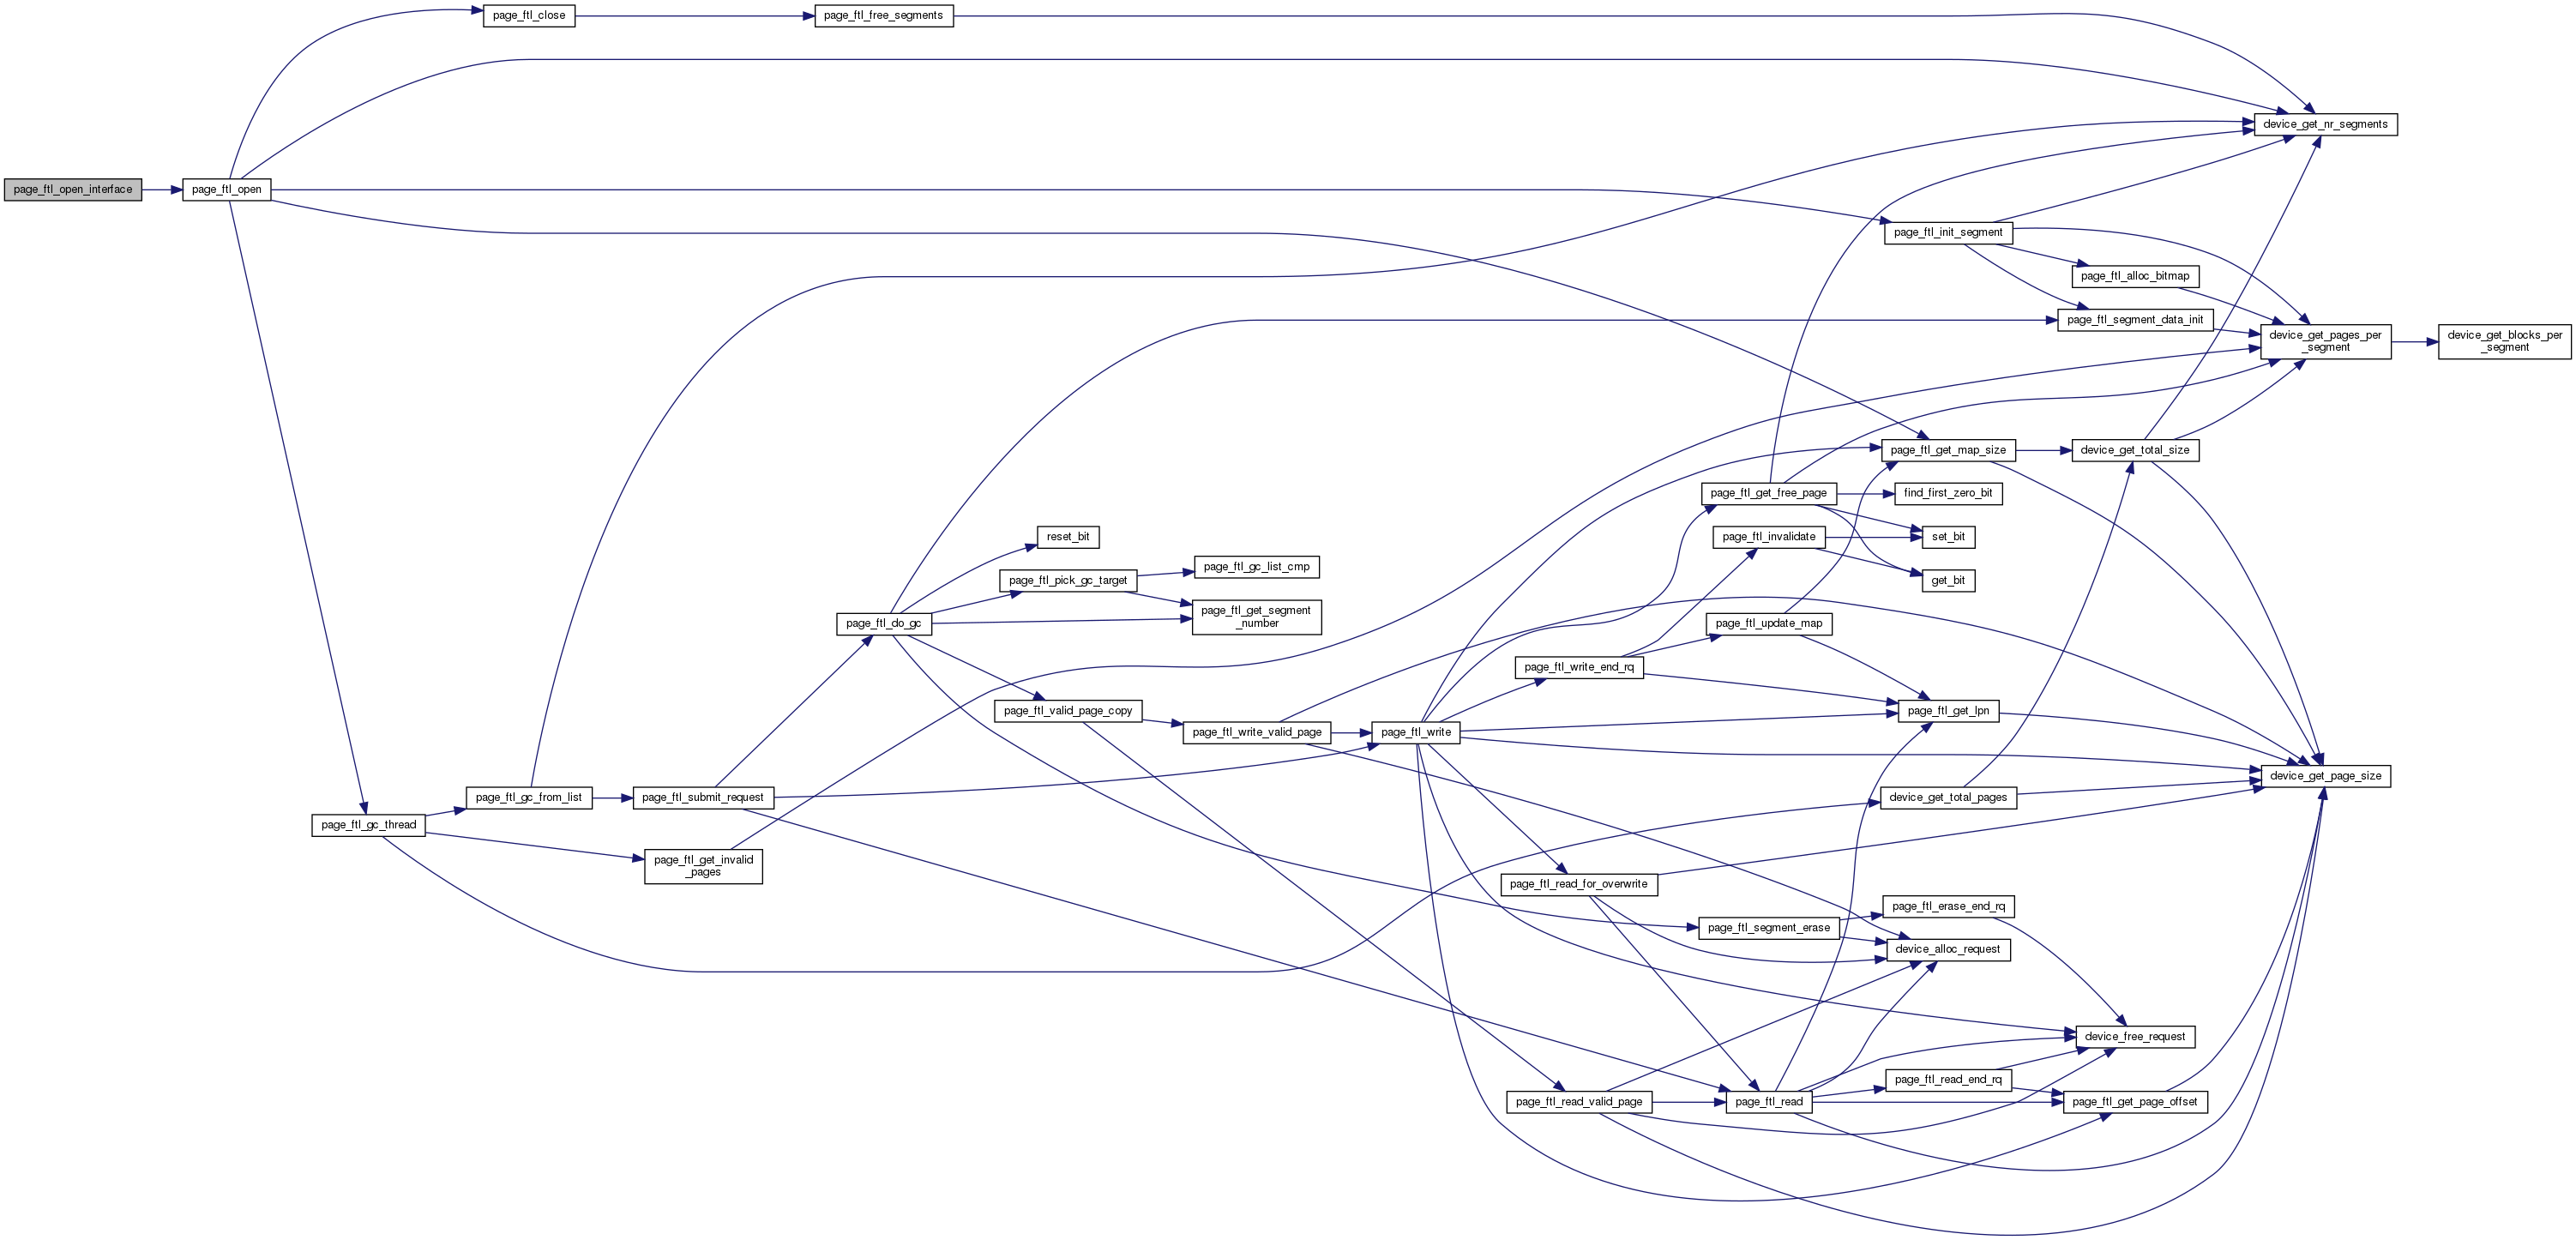 page_ftl_close
page_ftl_free_segments
device_get_nr_segments
page_ftl_open_interface
page_ftl_open
page_ftl_init_segment
page_ftl_alloc_bitmap
page_ftl_segment_data_init
device_get_pages_per
_segment
device_get_blocks_per
_segment
page_ftl_get_map_size
device_get_total_size
page_ftl_get_free_page
find_first_zero_bit
reset_bit
page_ftl_invalidate
set_bit
page_ftl_gc_list_cmp
page_ftl_pick_gc_target
get_bit
page_ftl_get_segment
_number
page_ftl_do_gc
page_ftl_update_map
page_ftl_write_end_rq
page_ftl_valid_page_copy
page_ftl_get_lpn
page_ftl_write_valid_page
page_ftl_write
device_get_page_size
page_ftl_gc_from_list
page_ftl_submit_request
device_get_total_pages
page_ftl_gc_thread
page_ftl_get_invalid
_pages
page_ftl_read_for_overwrite
page_ftl_erase_end_rq
page_ftl_segment_erase
device_alloc_request
device_free_request
page_ftl_read_end_rq
page_ftl_read_valid_page
page_ftl_read
page_ftl_get_page_offset